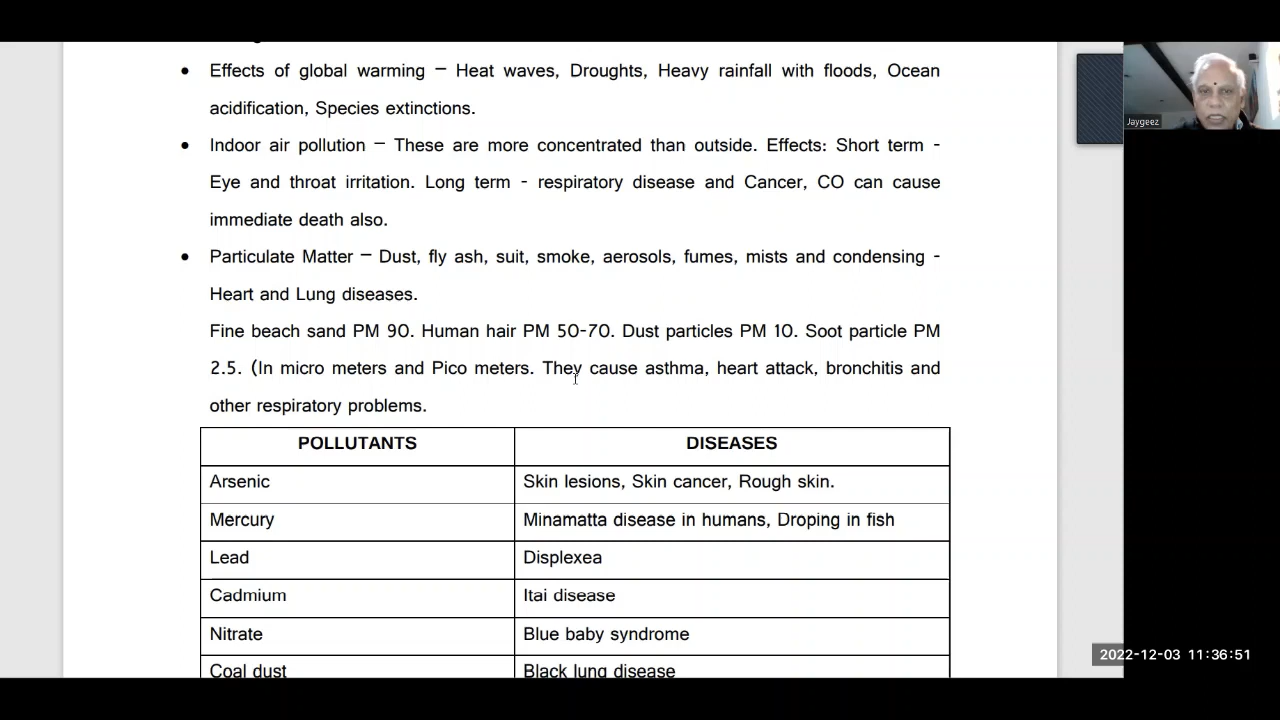 Effects of global warming – Heat waves, Droughts, Heavy rainfall with floods, Ocean
acidification, Species extinctions.
Indoor air pollution – These are more concentrated than outside. Effects: Short term -
Eye and throat irritation. Long term - respiratory disease and Cancer, CO can cause
immediate death also.
Particulate Matter – Dust, fly ash, suit, smoke, aerosols, fumes, mists and condensing -
Heart and Lung diseases.
Fine beach sand PM 90. Human hair PM 50-70. Dust particles PM 10. Soot particle PM
2.5. (In micro meters and Pico meters. They cause asthma, heart attack, bronchitis and
other respiratory problems.
POLLUTANTS DISEASES
Arsenic Skin lesions, Skin cancer, Rough skin.
Mercury Minamatta disease in humans, Droping in fish
Lead Displexea
Cadmium Itai disease
Nitrate Blue baby syndrome
Coal dust Black lung disease
Jaygeez
2022-12-03 11:36:51